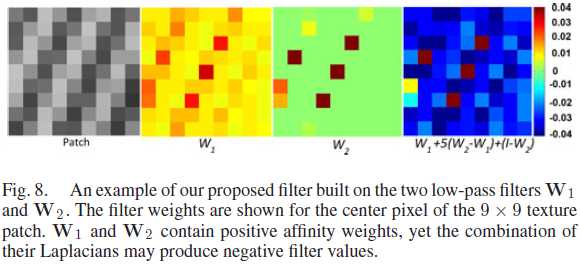 0.04
0.03
0.02
0.01
0
-0.01
-0.02
-0.03
-0.04
Patch
W₁
W₂
W₁+5(W₂-W₁)+(I-W₂)
Fig. 8. An example of our proposed filter built on the two low-pass filters W₁
and W₂. The filter weights are shown for the center pixel of the 9 × 9 texture
patch. W₁ and W₂ contain positive affinity weights, yet the combination of
their Laplacians may produce negative filter values.